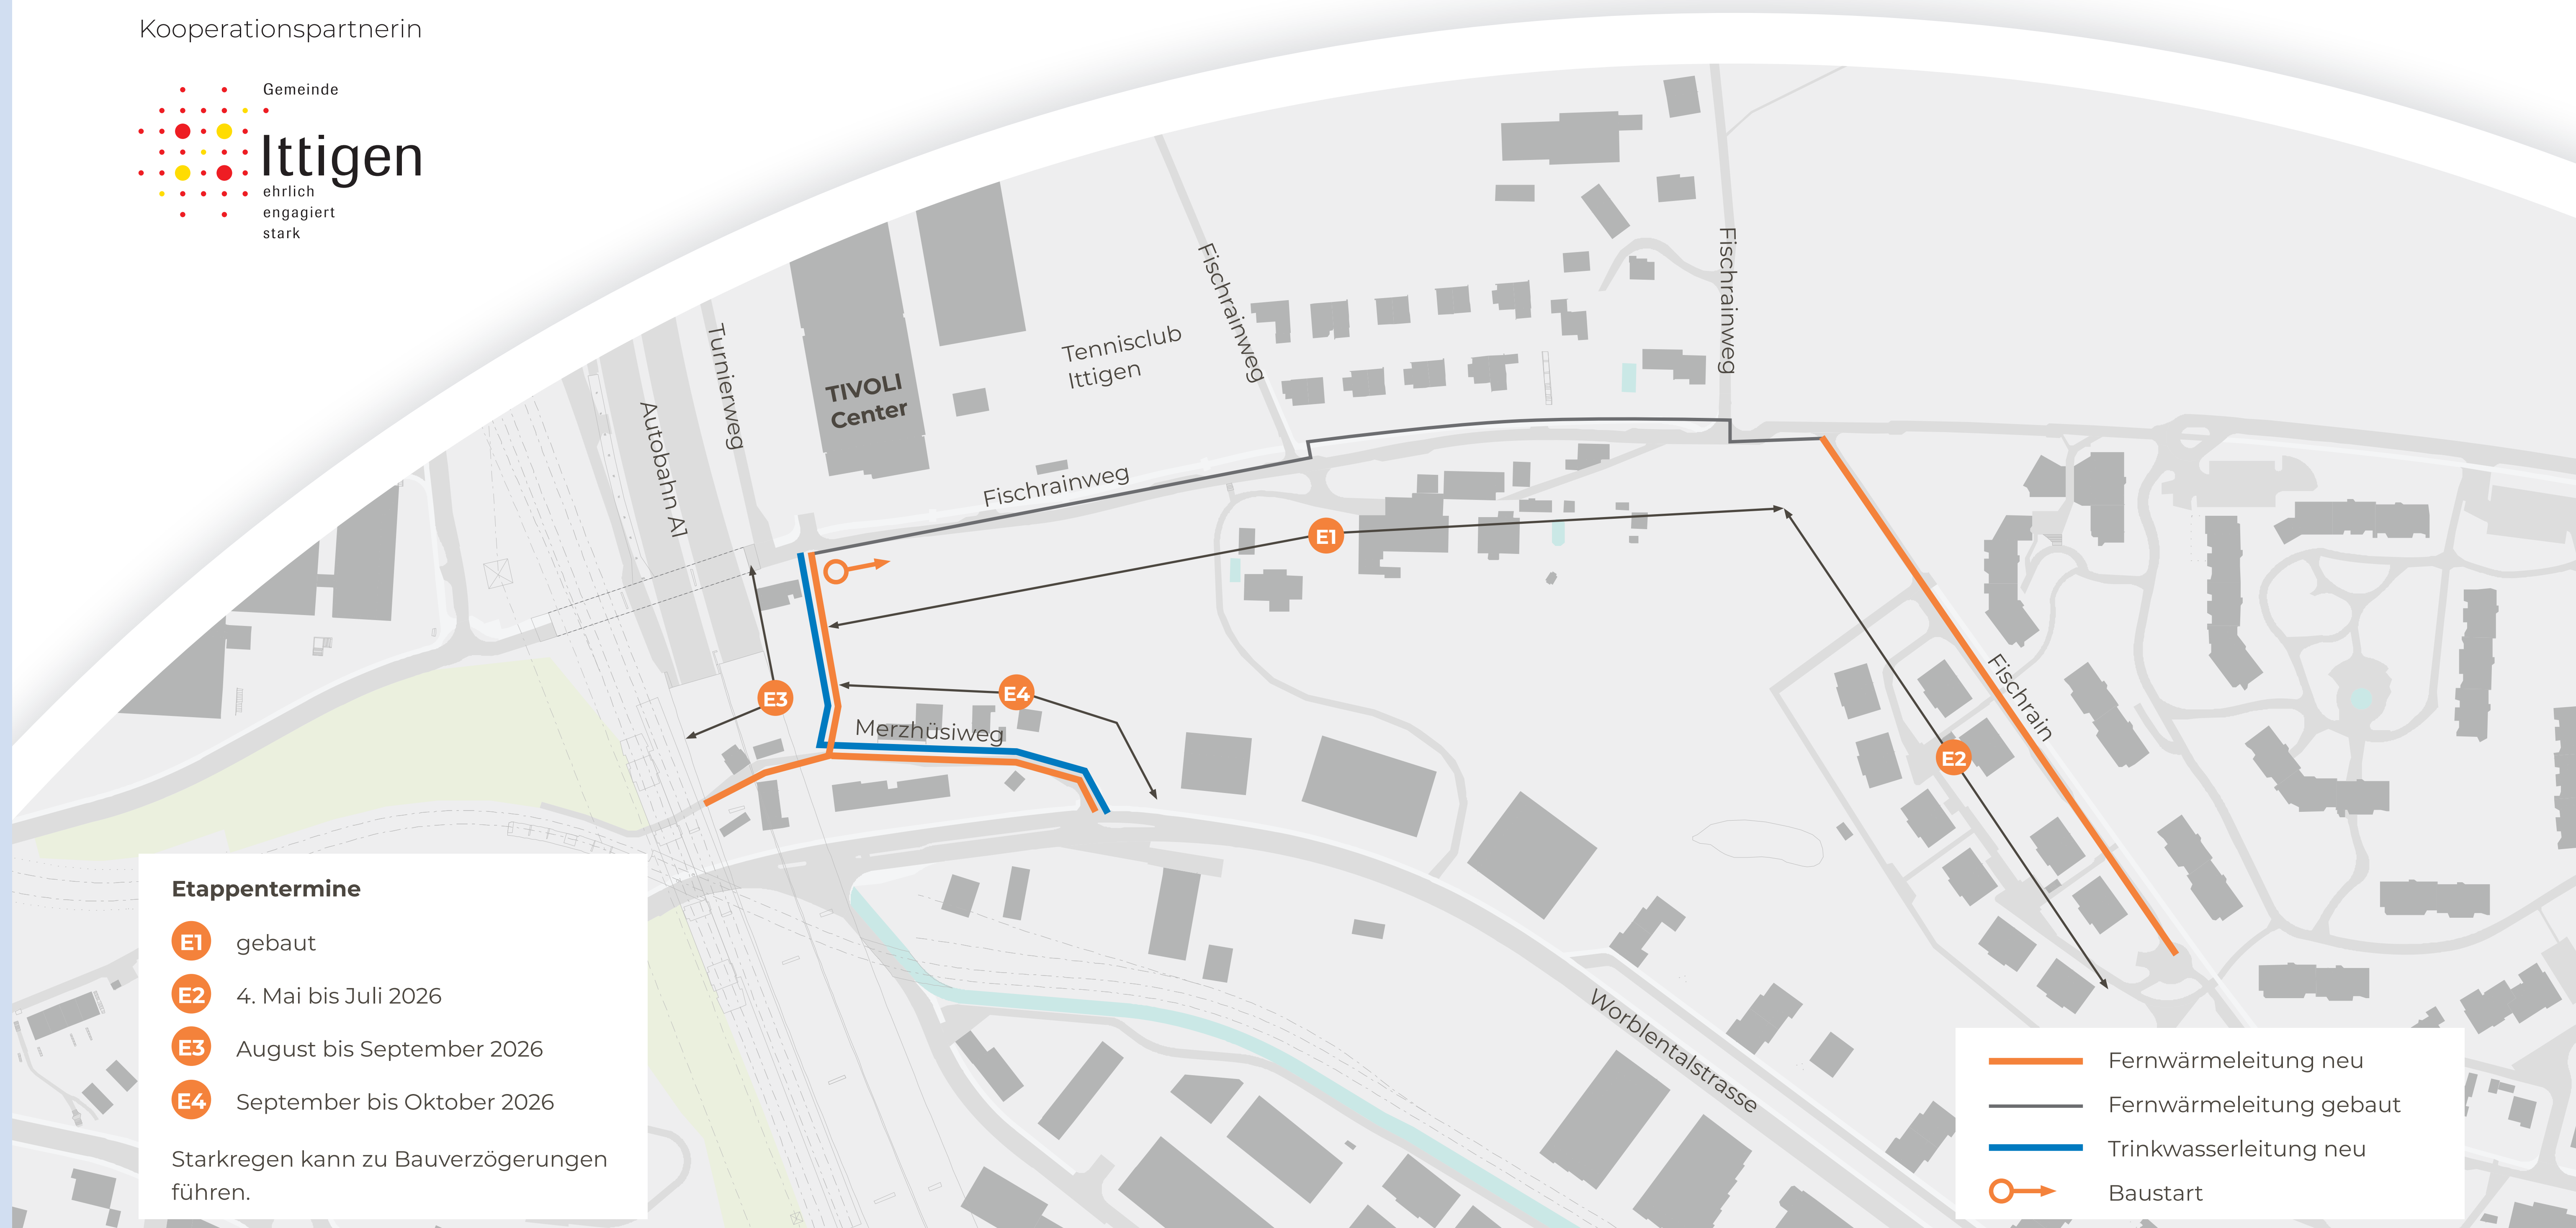 Kooperationspartnerin
Gemeinde
Ittigen
ehrlich
engagiert
stark
Fischrainweg
Fischrainweg
Turnierweg
Tennisclub
Ittigen
TIVOLI
Center
Autobahn A1
Fischrainweg
E1
E3
E4
Merzhüsiweg
Fischrain
E2
Worblentalstrasse
Etappentermine
E1 gebaut
E2 4. Mai bis Juli 2026
E3 August bis September 2026
E4 September bis Oktober 2026
Starkregen kann zu Bauverzögerungen
führen.
Fernwärmeleitung neu
Fernwärmeleitung gebaut
Trinkwasserleitung neu
Baustart